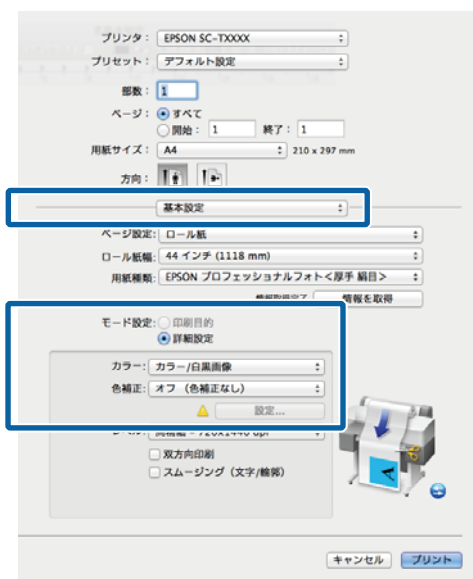 プリンタ： EPSON SC-TXXXX
プリセット： デフォルト設定
部数： 1
ページ： すべて
開始： 1 終了： 1
用紙サイズ： A4 210 x 297 mm
方向：
基本設定
ページ設定: ロール紙
ロール紙幅: 44 インチ (1118 mm)
用紙種類: EPSON プロフェッショナルフォト<厚手 絹目>
情報取得完了 情報を取得
モード設定: 印刷目的
詳細設定
カラー: カラー/白黒画像
色補正: オフ （色補正なし）
設定...
双方向印刷
スムージング（文字/輪郭）
キャンセル プリント